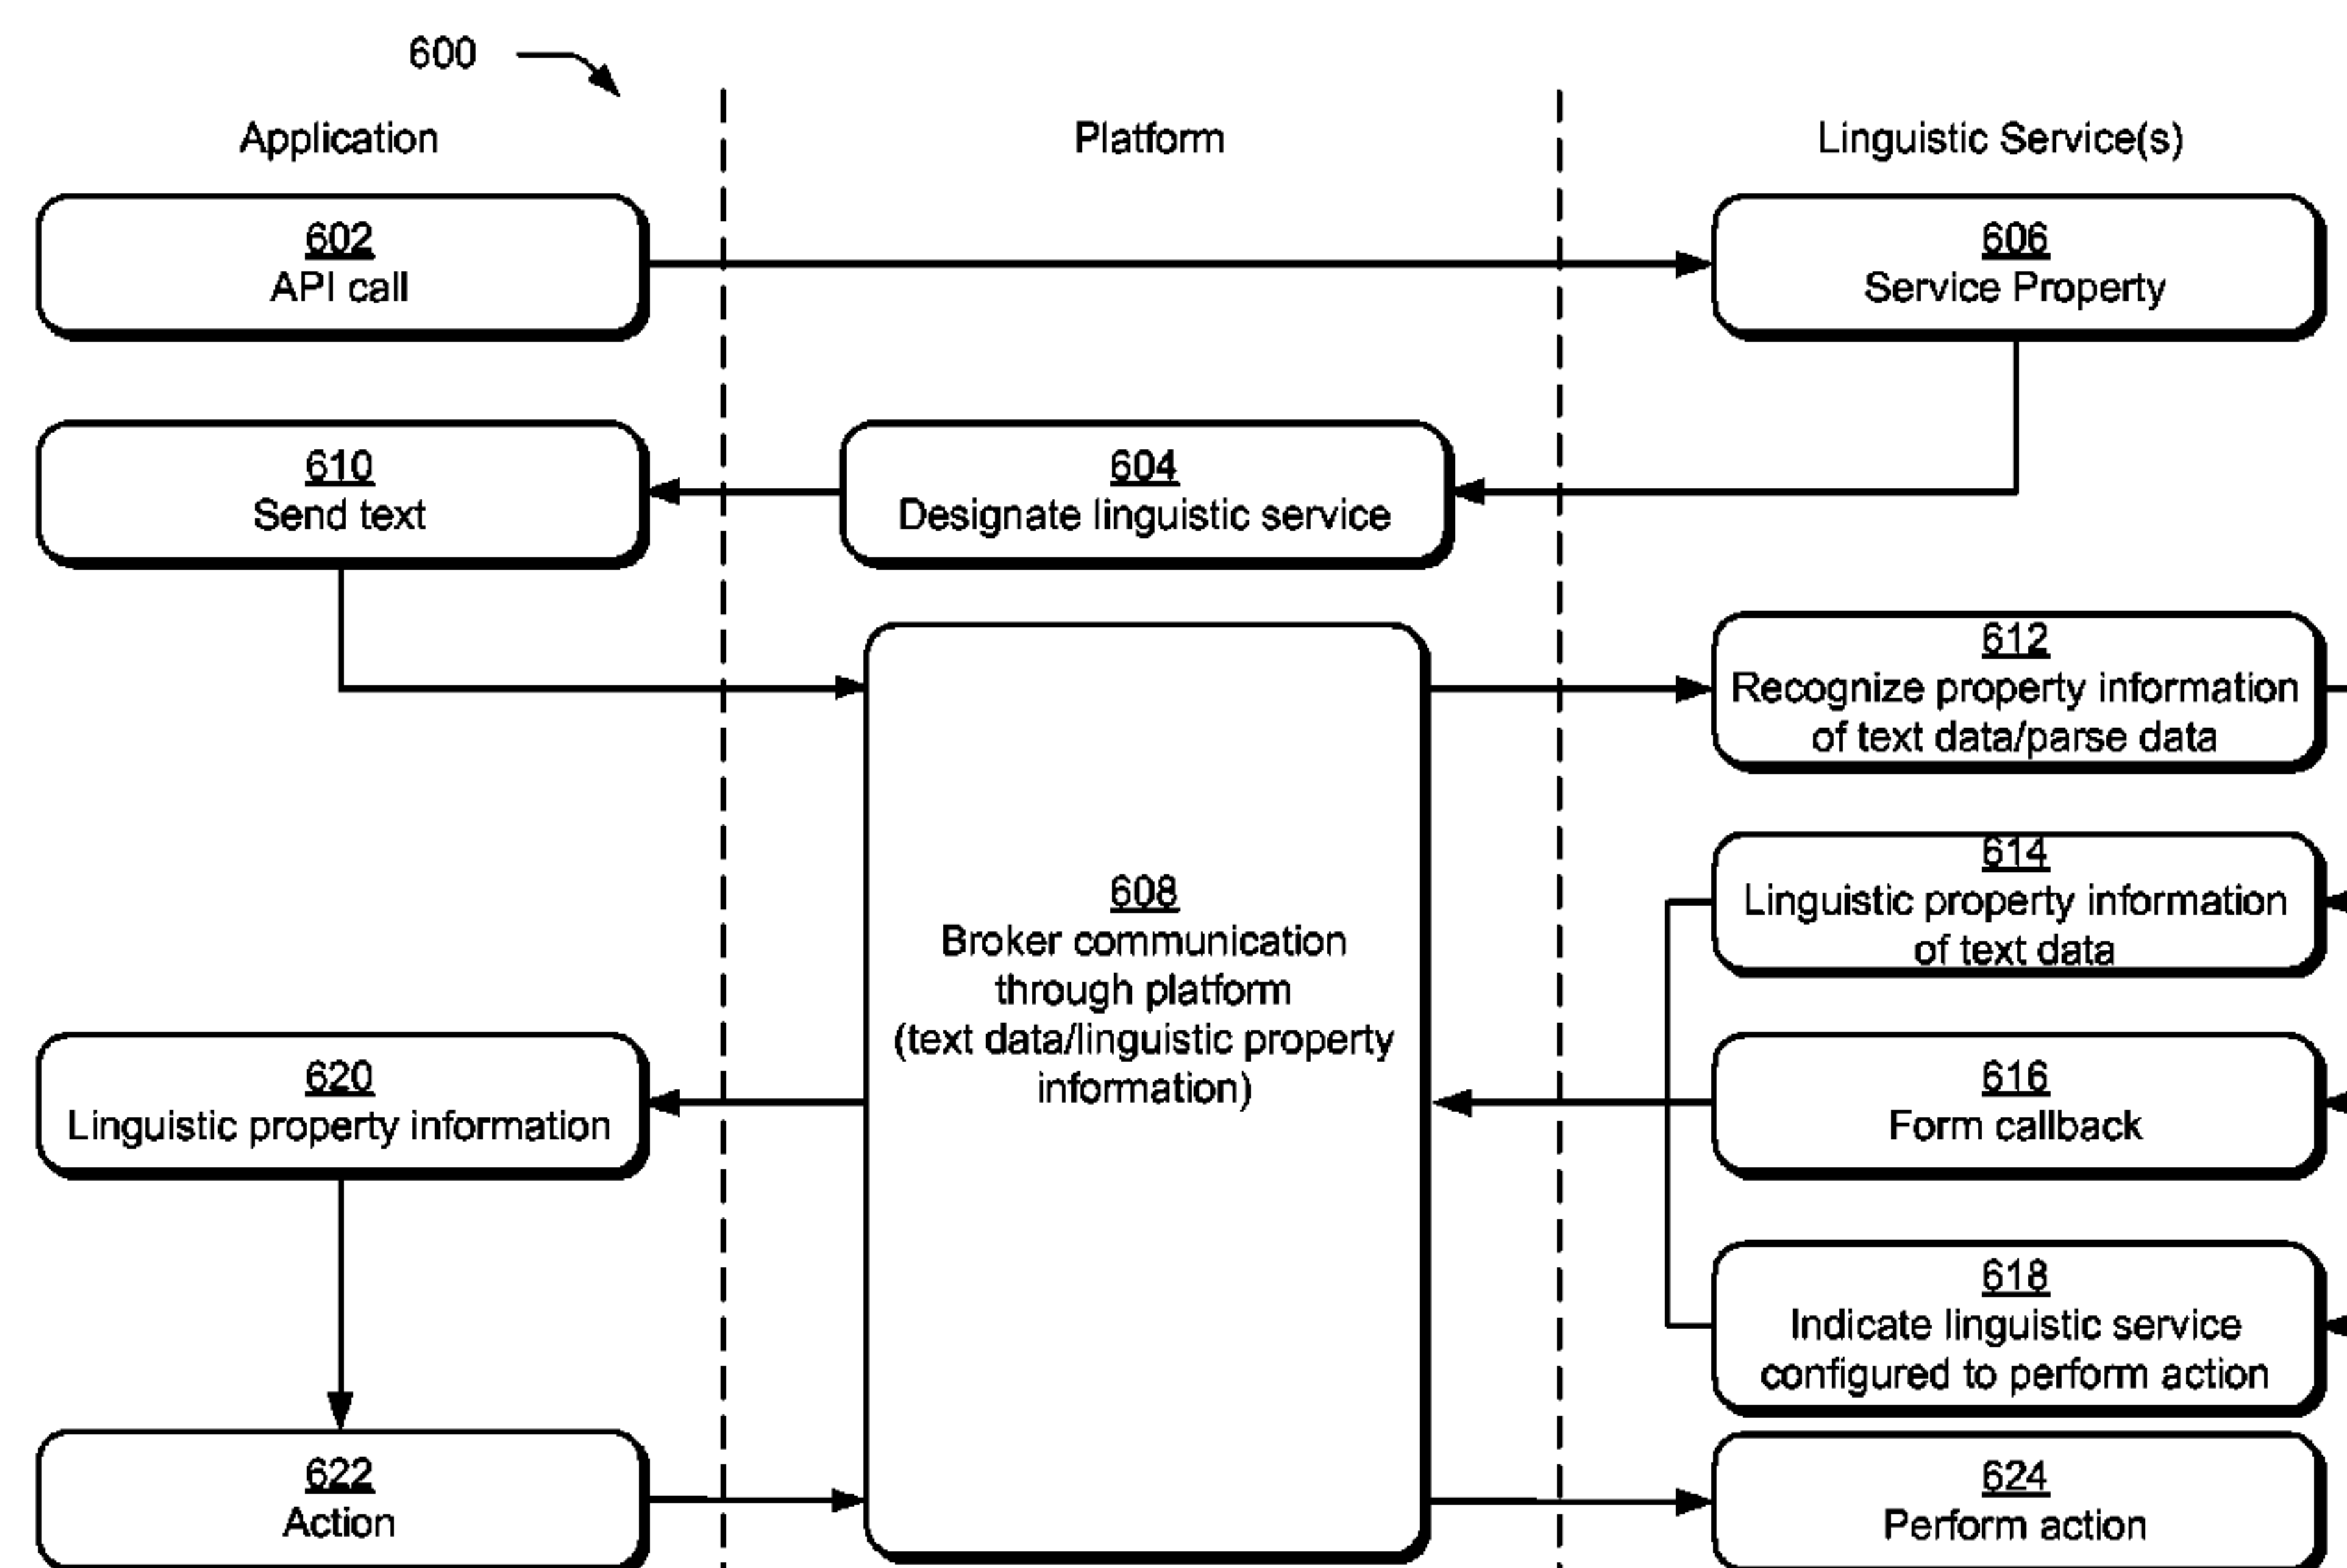 600
Application
Platform
Linguistic Service(s)
602
API call
606
Service Property
610
Send text
604
Designate linguistic service
612
Recognize property information
of text data/parse data
614
Linguistic property information
of text data
608
Broker communication
through platform
(text data/linguistic property
information)
620
Linguistic property information
616
Form callback
618
Indicate linguistic service
configured to perform action
622
Action
624
Perform action